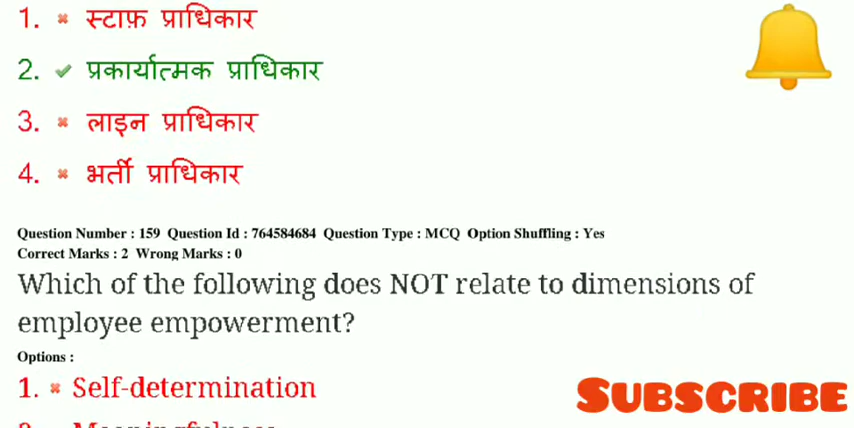 1. स्टाफ़ प्राधिकार
2. प्रकार्यात्मक प्राधिकार
3. लाइन प्राधिकार
4. भर्ती प्राधिकार
Question Number : 159 Question Id : 764584684 Question Type : MCQ Option Shuffling : Yes
Correct Marks : 2 Wrong Marks : 0
Which of the following does NOT relate to dimensions of
employee empowerment?
Options :
1. Self-determination
SUBSCRIBE